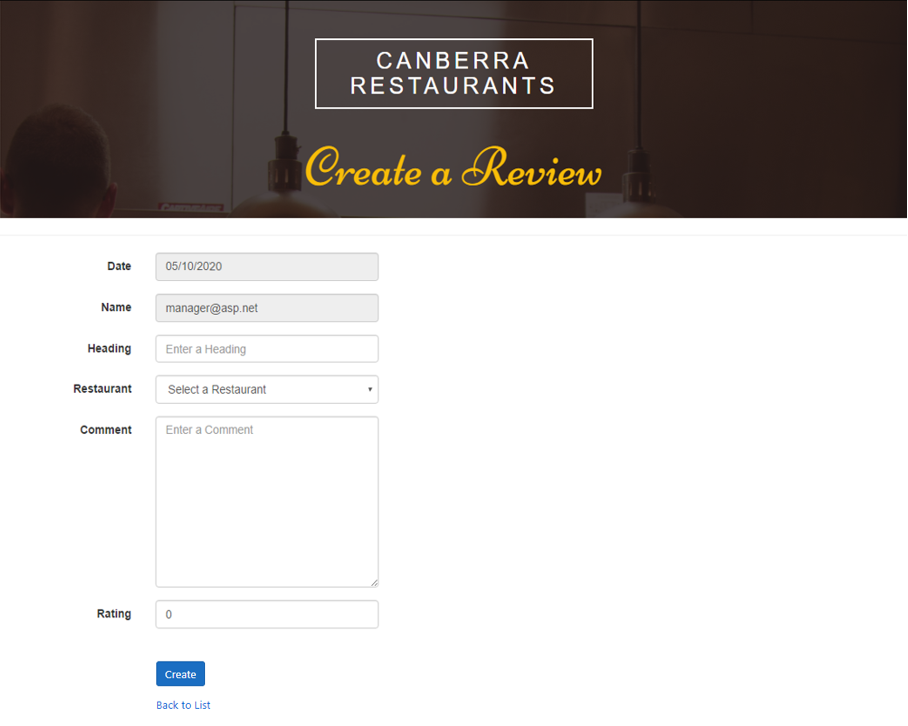 CANBERRA
RESTAURANTS
Create a Review
Date
05/10/2020
Name
manager@asp.net
Heading
Enter a Heading
Restaurant
Select a Restaurant
Comment
Enter a Comment
Rating
0
Create
Back to List